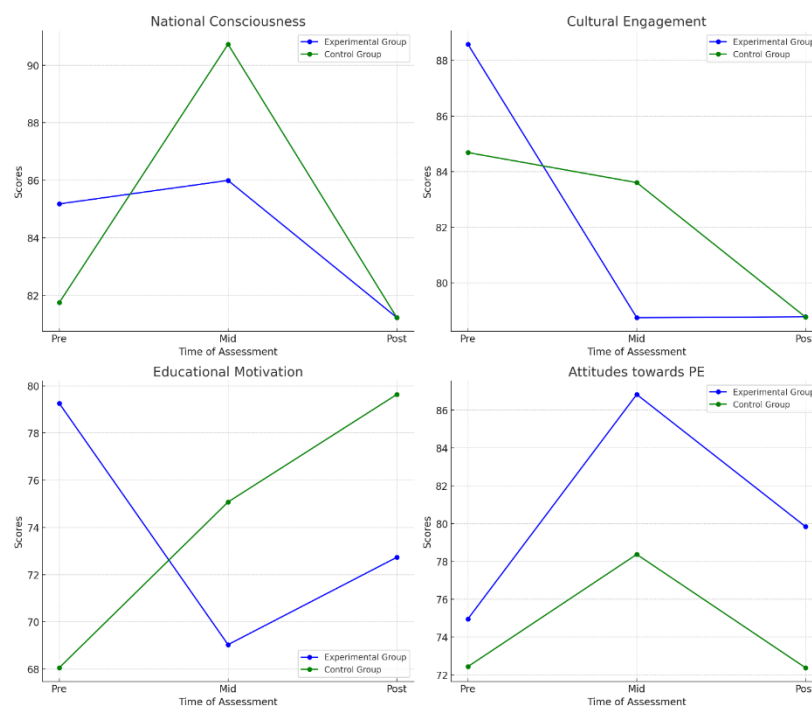 National Consciousness
Experimental Group
Control Group
90
88
86
84
82
Scores
Pre
Mid
Post
Time of Assessment
Cultural Engagement
Experimental Group
Control Group
88
86
84
82
80
Scores
Pre
Mid
Post
Time of Assessment
Educational Motivation
80
78
76
74
72
70
68
Scores
Experimental Group
Control Group
Pre
Mid
Post
Time of Assessment
Attitudes towards PE
Experimental Group
Control Group
86
84
82
80
78
76
74
72
Scores
Pre
Mid
Post
Time of Assessment